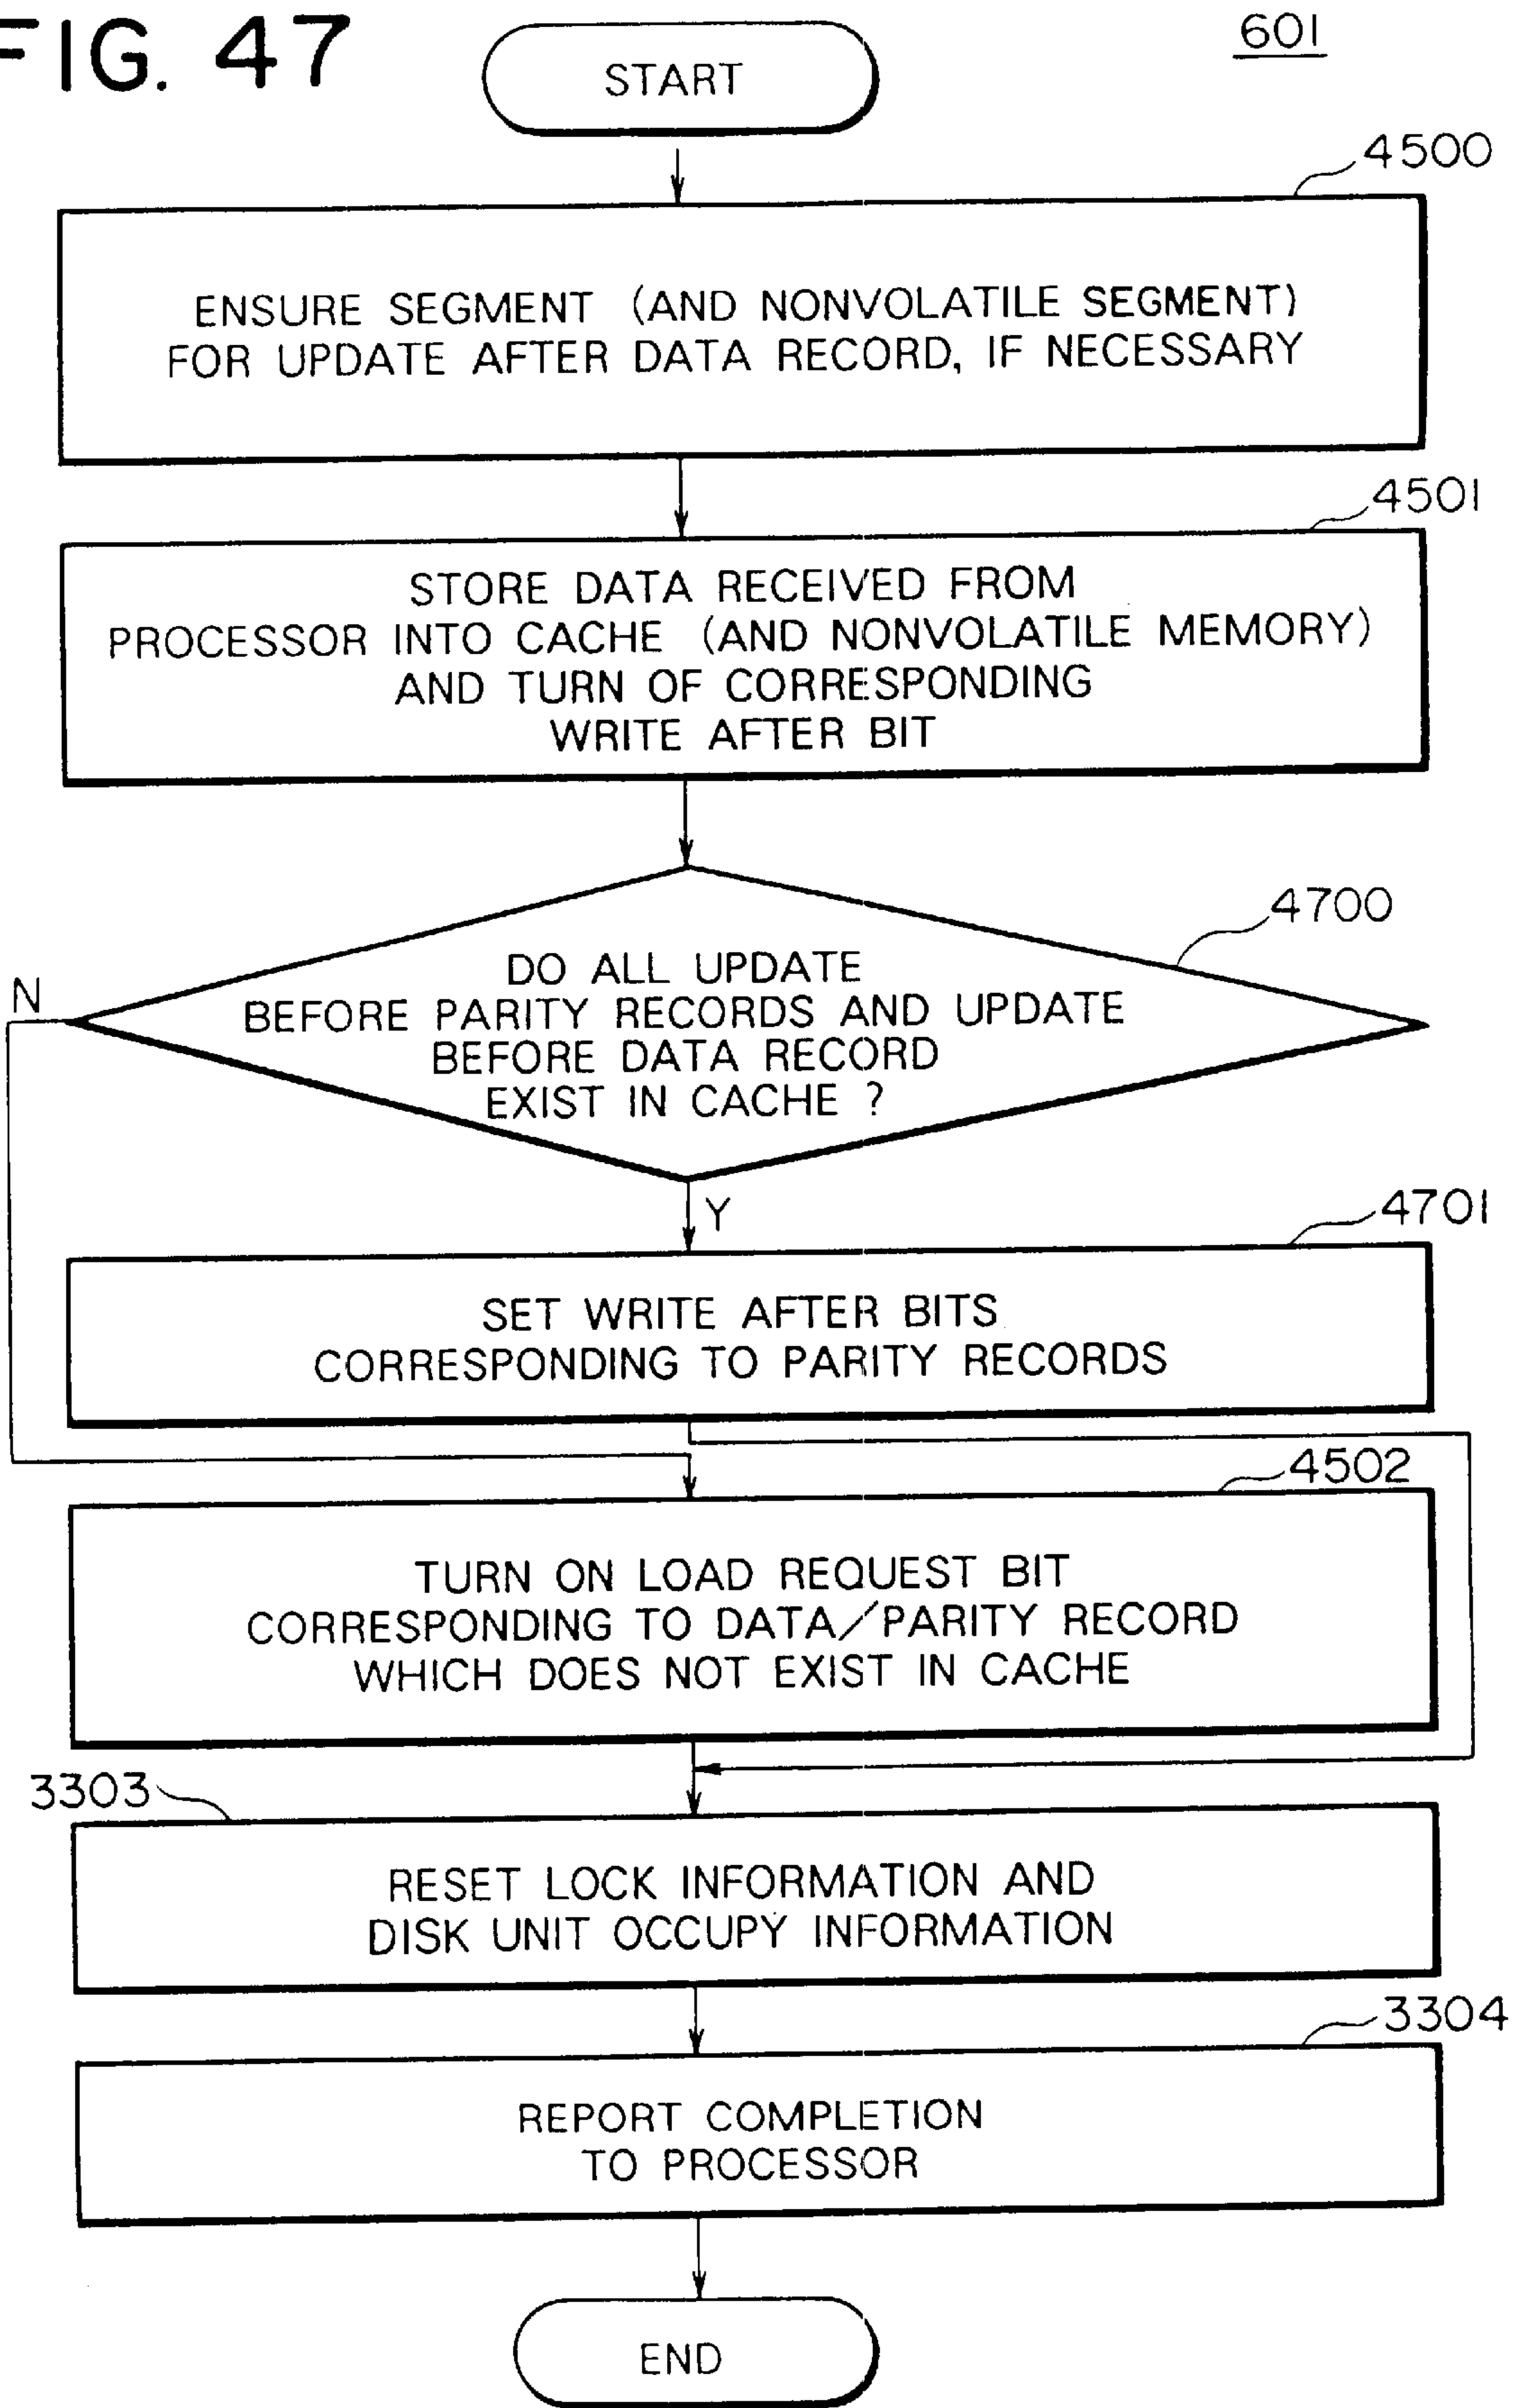 FIG. 47
601
START
4500
ENSURE SEGMENT (AND NONVOLATILE SEGMENT)
FOR UPDATE AFTER DATA RECORD, IF NECESSARY
4501
STORE DATA RECEIVED FROM
PROCESSOR INTO CACHE (AND NONVOLATILE MEMORY)
AND TURN OF CORRESPONDING
WRITE AFTER BIT
4700
DO ALL UPDATE
BEFORE PARITY RECORDS AND UPDATE
BEFORE DATA RECORD
EXIST IN CACHE ?
N
Y
4701
SET WRITE AFTER BITS
CORRESPONDING TO PARITY RECORDS
4502
TURN ON LOAD REQUEST BIT
CORRESPONDING TO DATA/PARITY RECORD
WHICH DOES NOT EXIST IN CACHE
3303
RESET LOCK INFORMATION AND
DISK UNIT OCCUPY INFORMATION
3304
REPORT COMPLETION
TO PROCESSOR
END